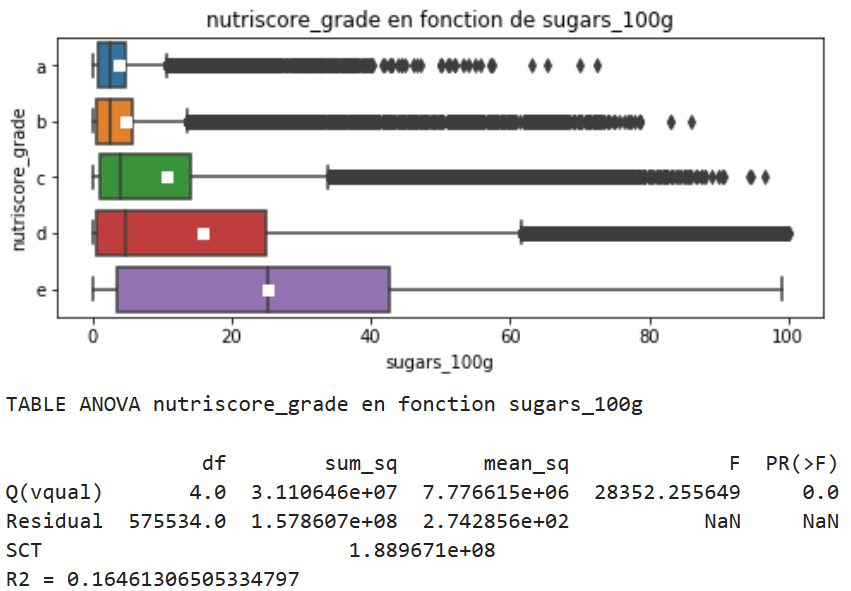 nutriscore_grade en fonction de sugars_100g
nutriscore_grade
a
b
c
d
e
0 20 40 60 80 100
sugars_100g
TABLE ANOVA nutriscore_grade en fonction sugars_100g
df sum_sq mean_sq F PR(>F)
Q(vqual) 4.0 3.110646e+07 7.776615e+06 28352.255649 0.0
Residual 575534.0 1.578607e+08 2.742856e+02 NaN NaN
SCT 1.889671e+08
R2 = 0.16461306505334797